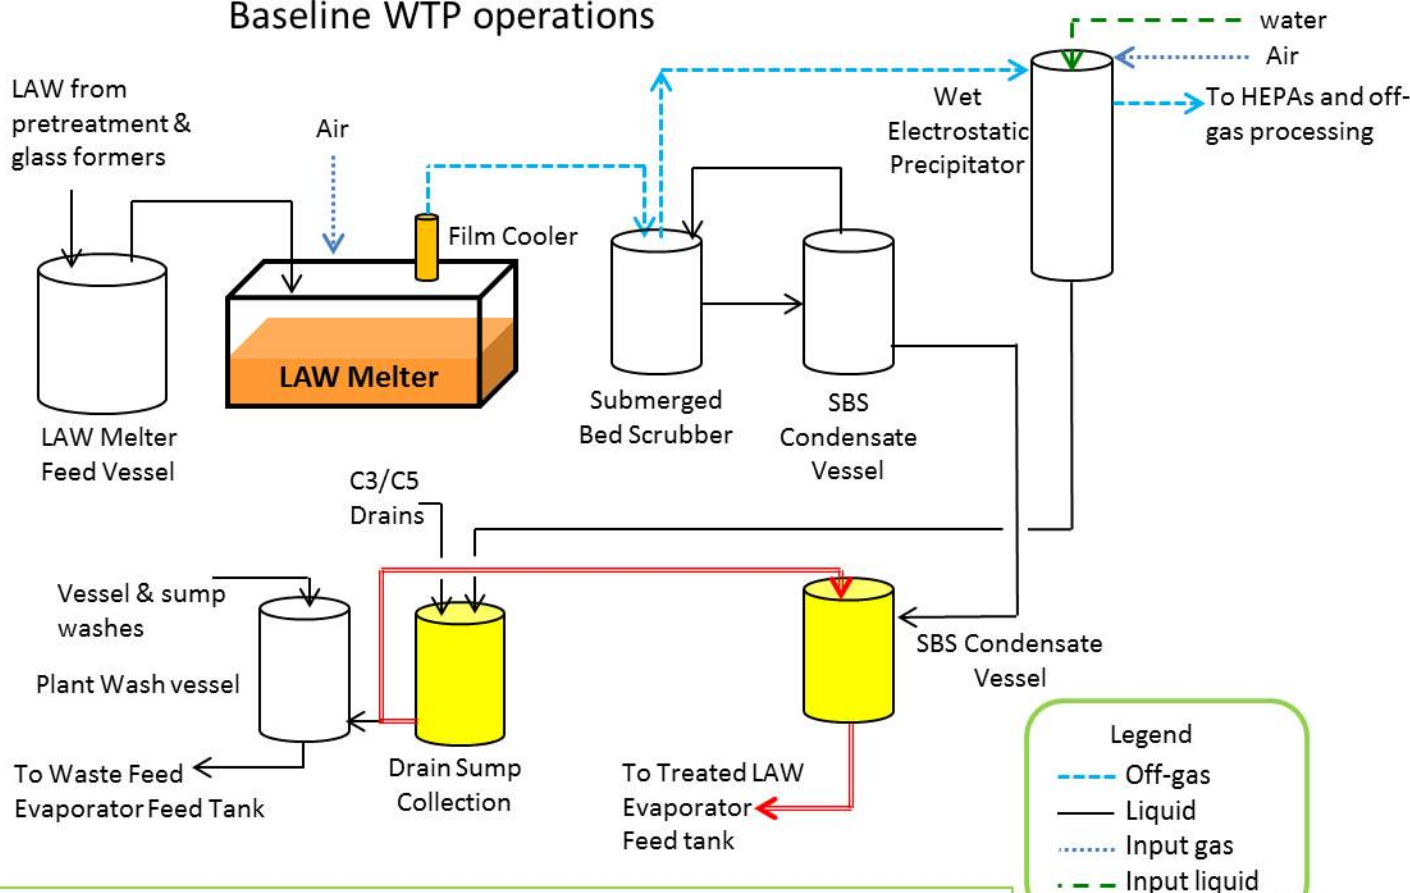 Baseline WTP operations
water
Air
To HEPAs and off-
gas processing
LAW from
pretreatment &
glass formers
Air
Wet
Electrostatic
Precipitator
Film Cooler
LAW Melter
LAW Melter
Feed Vessel
Submerged
Bed Scrubber
SBS
Condensate
Vessel
C3/C5
Drains
Vessel & sump
washes
Plant Wash vessel
SBS Condensate
Vessel
To Waste Feed
Evaporator Feed Tank
Drain Sump
Collection
To Treated LAW
Evaporator
Feed tank
Legend
Off-gas
Liquid
Input gas
Input liquid